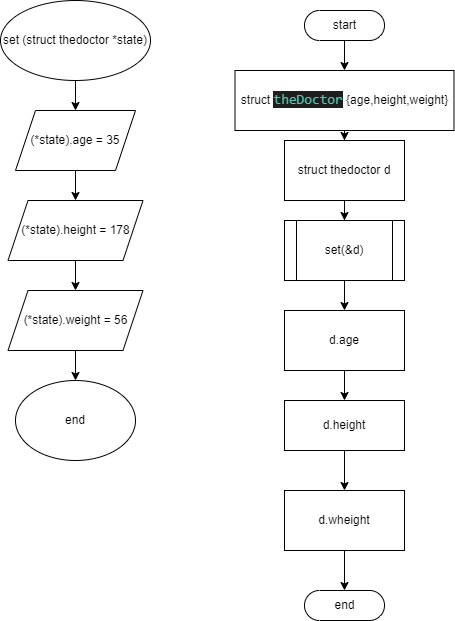 set (struct thedoctor *state)
(*state).age = 35
(*state).height = 178
(*state).weight = 56
end
start
struct theDoctor {age,height,weight}
struct thedoctor d
set(&d)
d.age
d.height
d.wheight
end